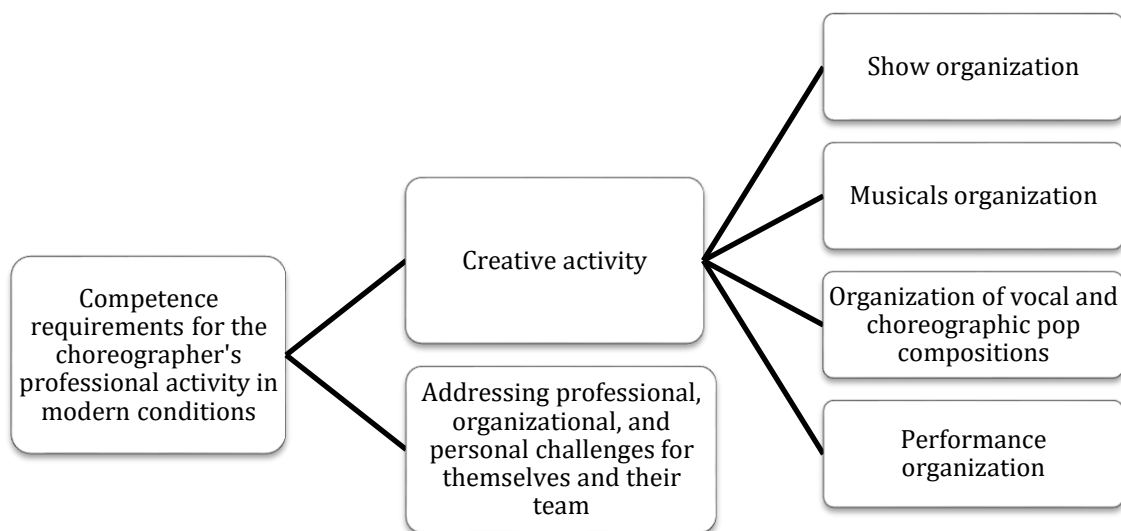 Competence
requirements for the
choreographer's
professional activity in
modern conditions
Creative activity
Addressing professional,
organizational, and
personal challenges for
themselves and their
team
Show organization
Musicals organization
Organization of vocal and
choreographic pop
compositions
Performance
organization